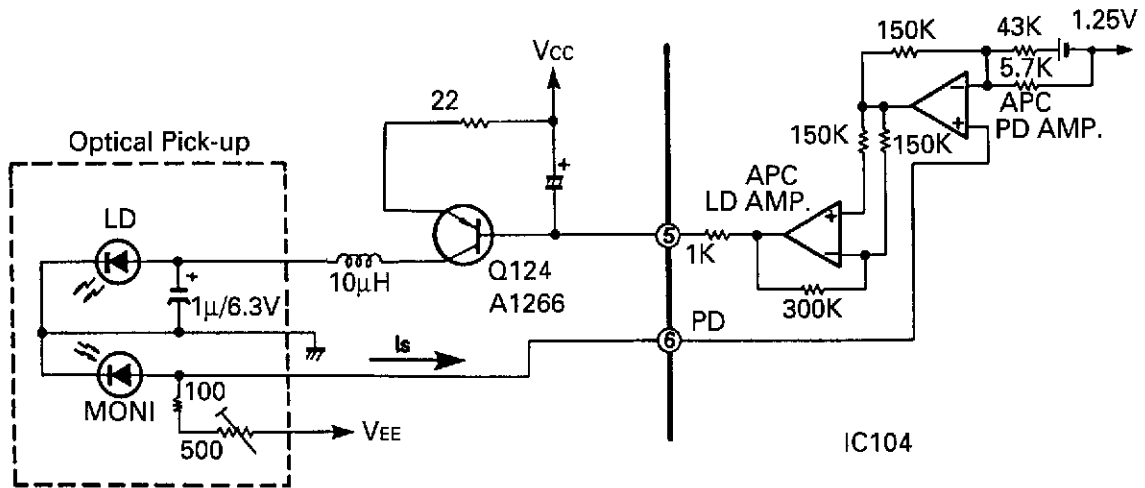 1.25V
150K
43K
5.7K
APC
PD AMP.
Vcc
22
Optical Pick-up
150K
150K
APC
LD AMP.
LD
5
1K
Q124
A1266
10μH
1μ/6.3V
300K
PD
6
Is
MONI
100
500
VEE
IC104